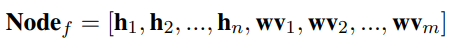 Node_f = [h_1, h_2, ..., h_n, wv_1, wv_2, ..., wv_m]